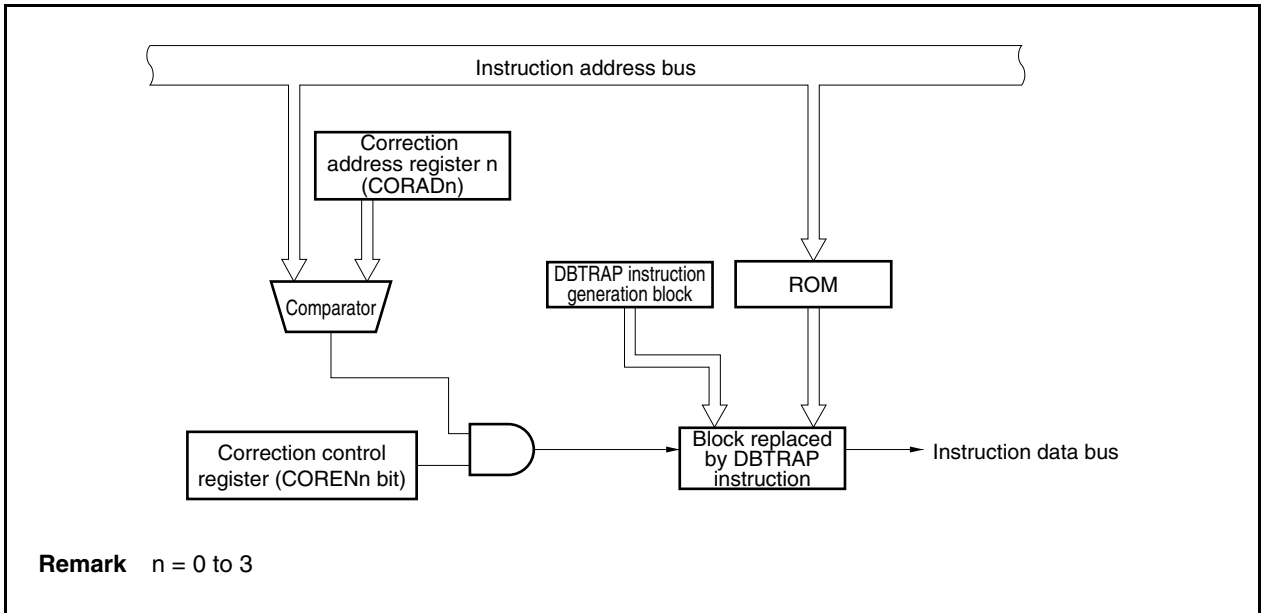 Instruction address bus
Correction
address register n
(CORADn)
DBTRAP instruction
generation block
ROM
Comparator
Correction control
register (CORENn bit)
Block replaced
by DBTRAP
instruction
Instruction data bus
Remark n = 0 to 3